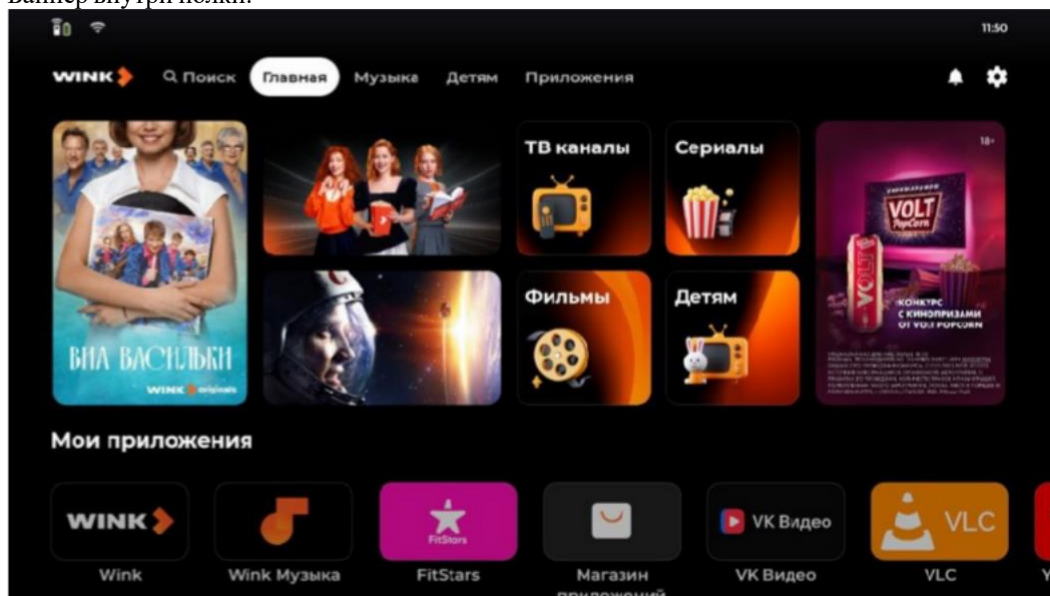 Баннер внутри полки:
11:50
WINK Поиск Главная Музыка Детям Приложения
ВИА ВАСИЛЬКИ
WINK originals
ТВ каналы
Сериалы
Фильмы
Детям
18+
VOLT
PopCorn
VOLT
КОНКУРС
С КИНОПРИЗАМИ
ОТ VOLT POPCORN
Мои приложения
WINK
FitStars
VK Видео
VLC
Wink
Wink Музыка
FitStars
Магазин
приложений
VK Видео
VLC